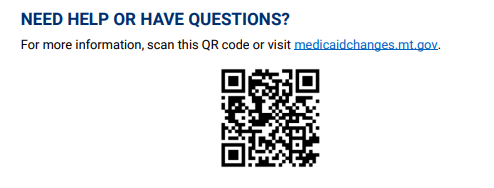 NEED HELP OR HAVE QUESTIONS?
For more information, scan this QR code or visit medicaidchanges.mt.gov.